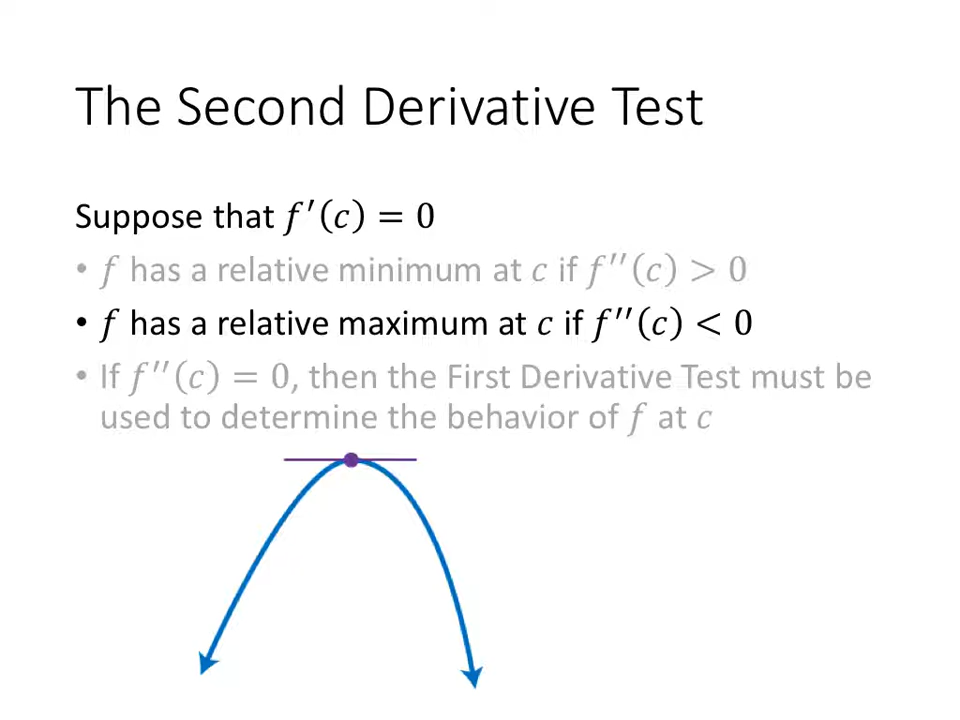 The Second Derivative Test
Suppose that 𝑓′(𝑐) = 0
• 𝑓 has a relative minimum at 𝑐 if 𝑓′′(𝑐) > 0
• 𝑓 has a relative maximum at 𝑐 if 𝑓′′(𝑐) < 0
• If 𝑓′′(𝑐) = 0, then the First Derivative Test must be
used to determine the behavior of 𝑓 at 𝑐